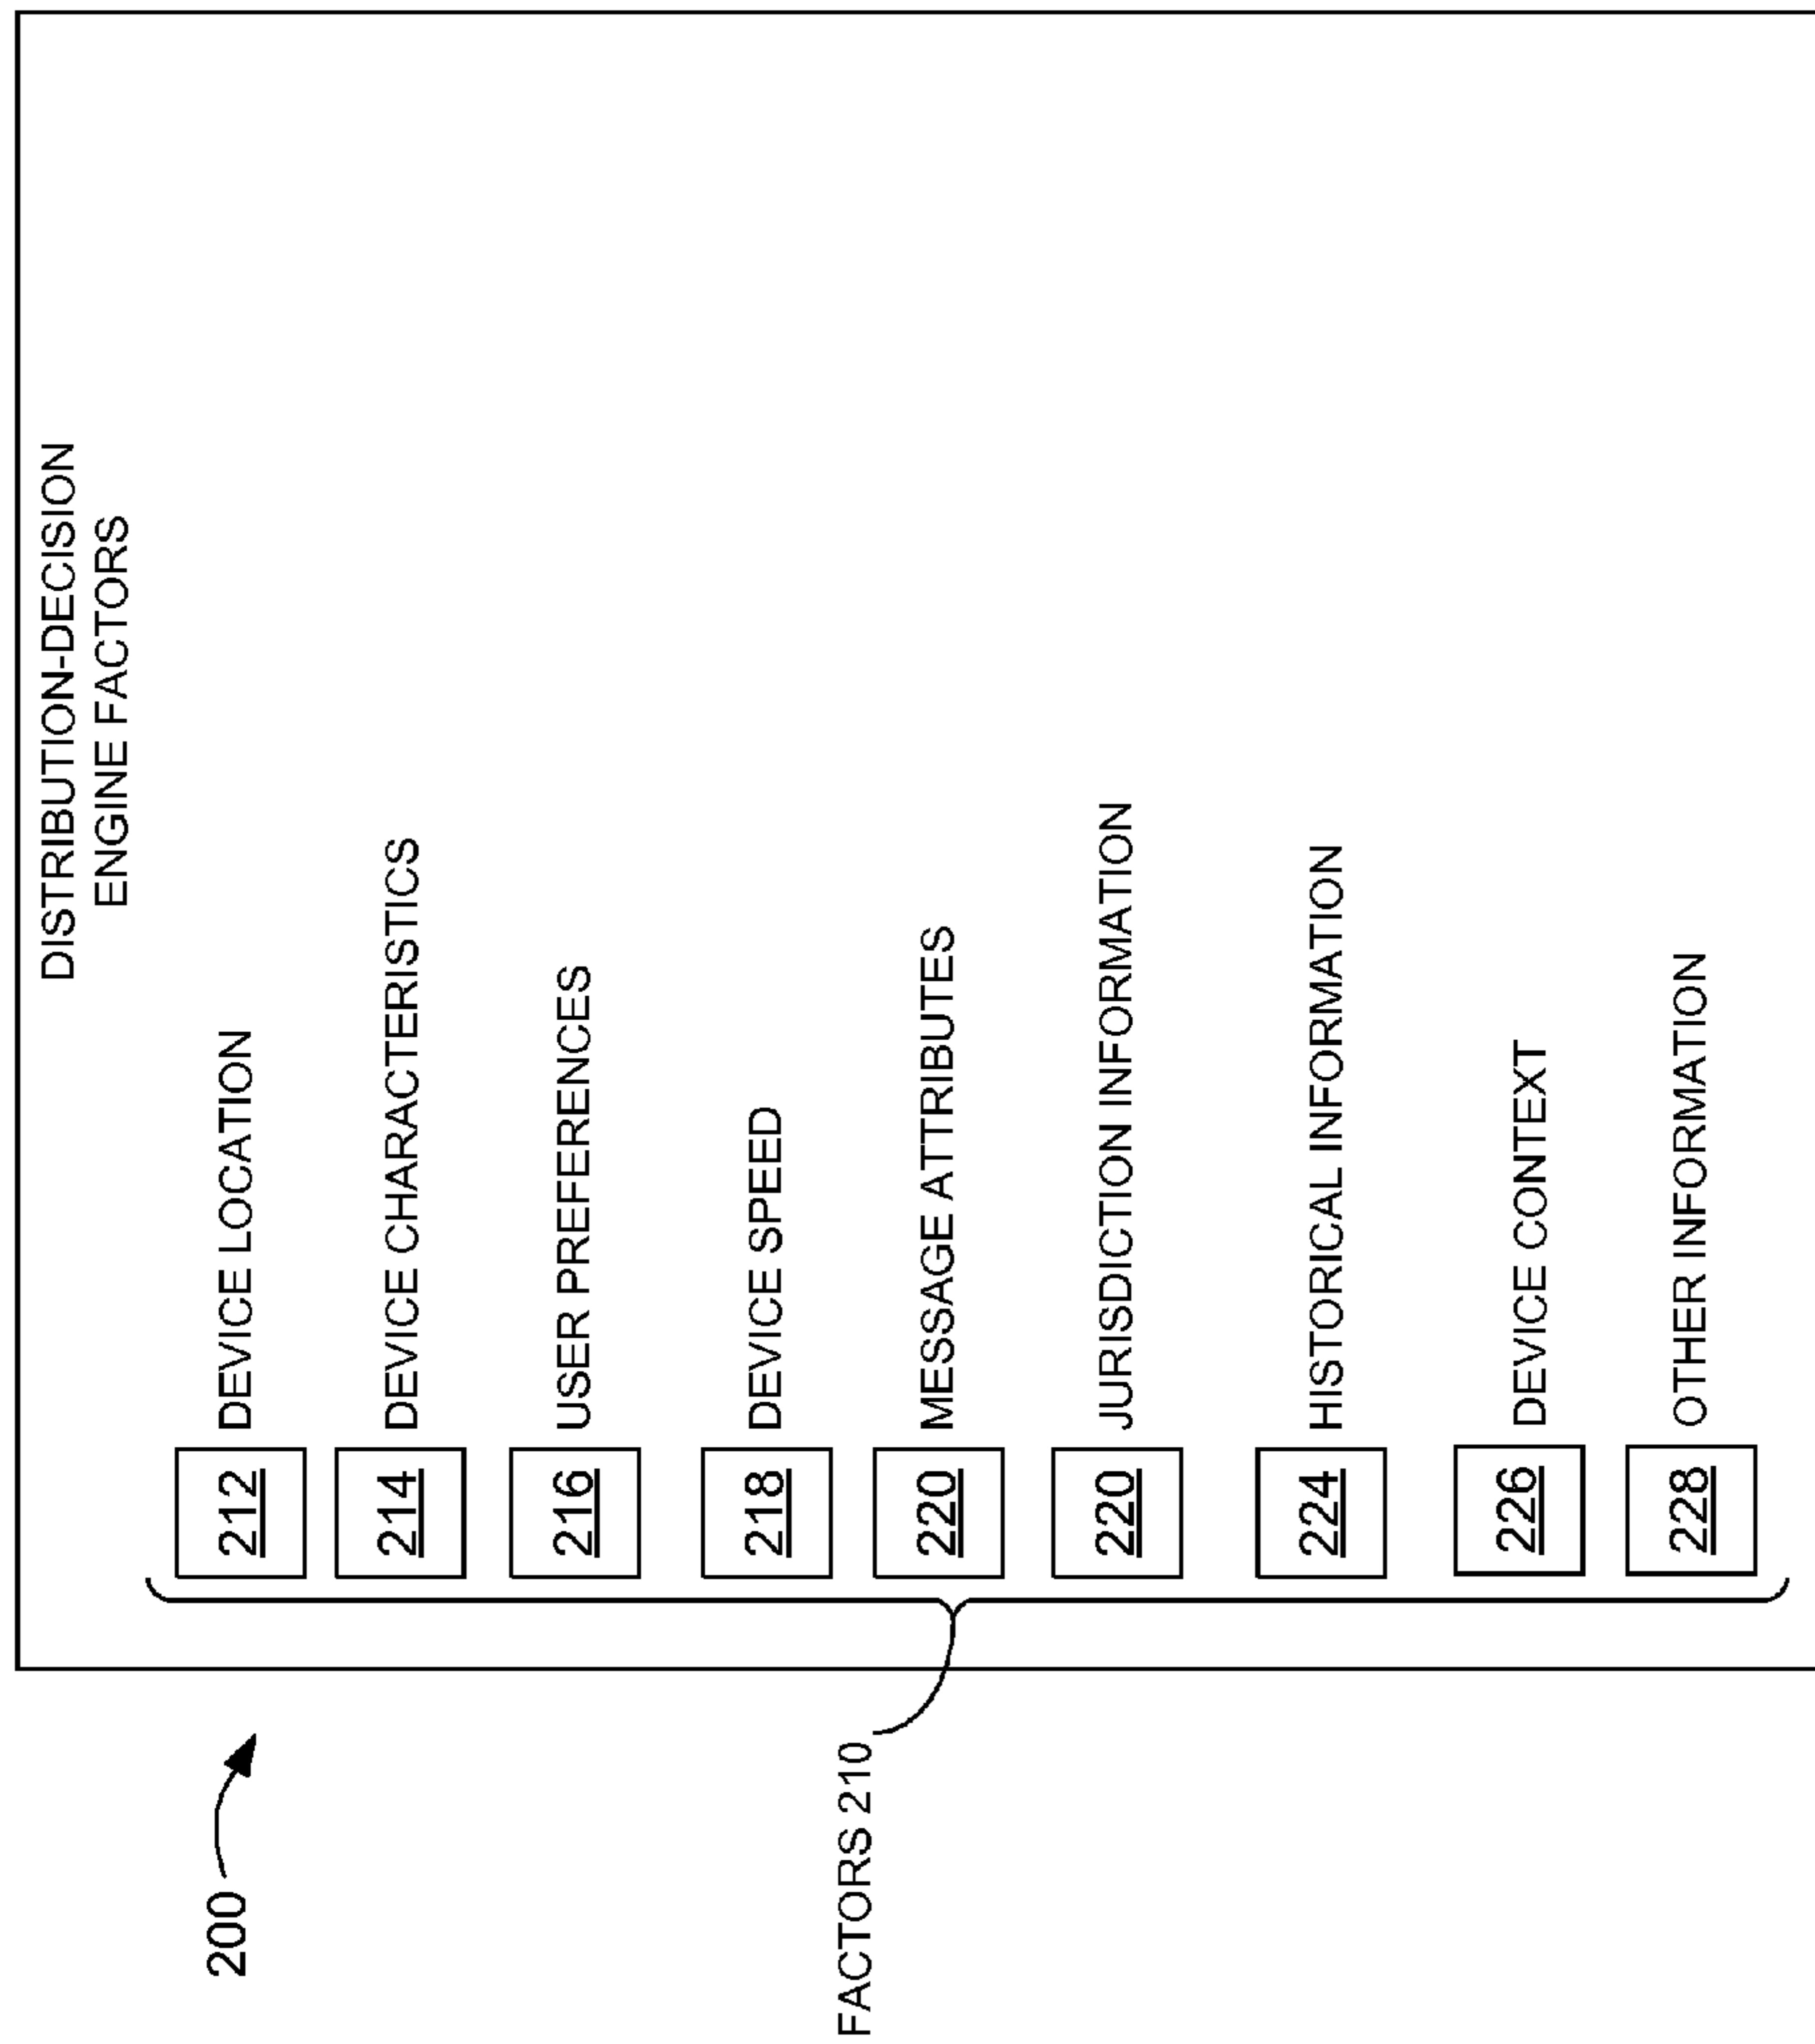 DISTRIBUTION-DECISION
ENGINE FACTORS
200
FACTORS 210
212 DEVICE LOCATION
214 DEVICE CHARACTERISTICS
216 USER PREFERENCES
218 DEVICE SPEED
220 MESSAGE ATTRIBUTES
220 JURISDICTION INFORMATION
224 HISTORICAL INFORMATION
226 DEVICE CONTEXT
228 OTHER INFORMATION